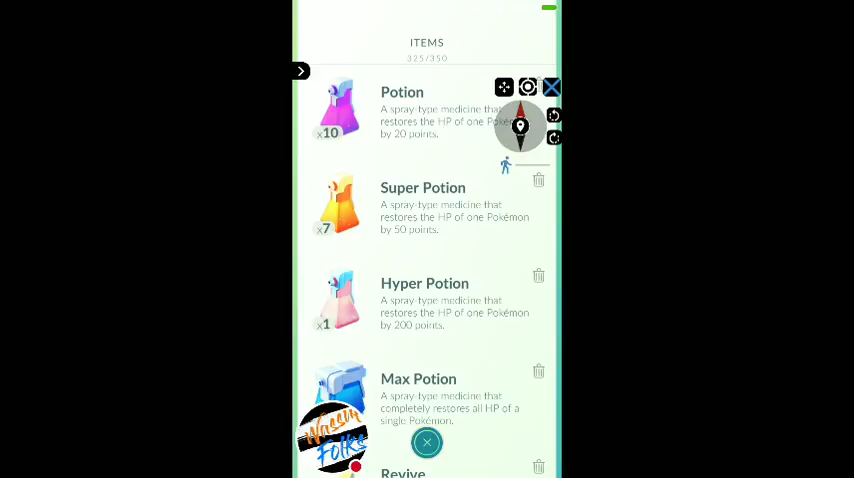 ITEMS
325/350
Potion
A spray-type medicine that
restores the HP of one Pokém
by 20 points.
x10
Super Potion
A spray-type medicine that
restores the HP of one Pokémon
by 50 points.
x7
Hyper Potion
A spray-type medicine that
restores the HP of one Pokémon
by 200 points.
x1
Max Potion
A spray-type medicine that
completely restores all HP of a
single Pokémon.
Wassup
Folks
Revive